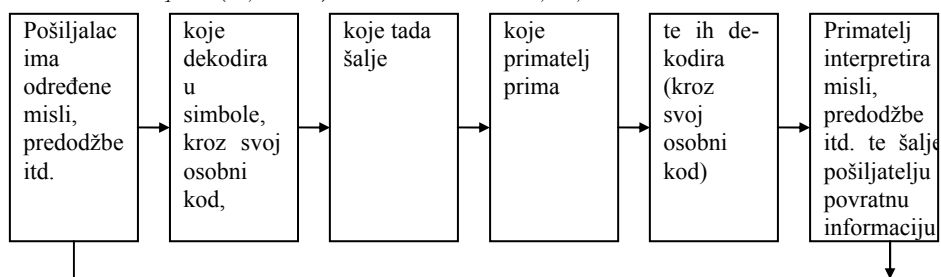 Pošiljalac
ima
određene
misli,
predodžbe
itd.
koje
dekodira
u
simbole,
kroz svoj
osobni
kod,
koje tada
šalje
koje
primatelj
prima
te ih de-
kodira
(kroz
svoj
osobni
kod)
Primatelj
interpretira
misli,
predodžbe
itd. te šalje
pošiljatelju
povratnu
informaciju